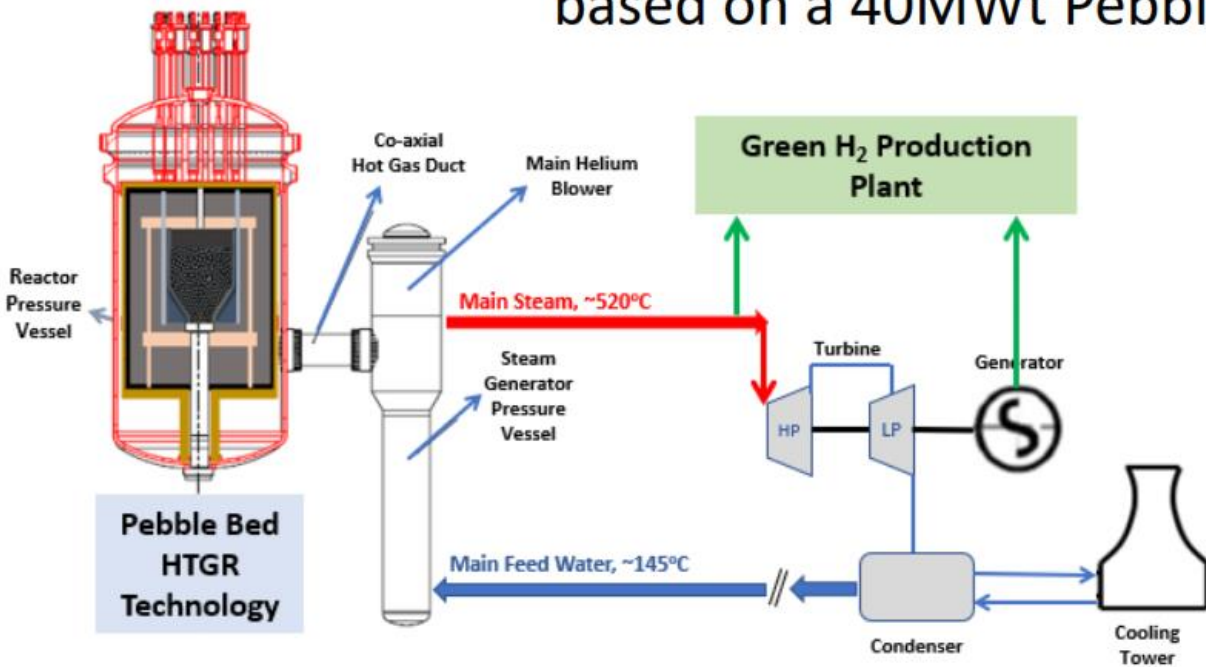 based on a 40MWt
Co-axial
Hot Gas Duct
Main Helium
Blower
Green H₂ Production
Plant
Reactor
Pressure
Vessel
Main Steam, ~520°C
Steam
Generator
Pressure
Vessel
Turbine
Generator
HP
LP
Pebble Bed
HTGR
Technology
Main Feed Water, ~145°C
Condenser
Cooling
Tower